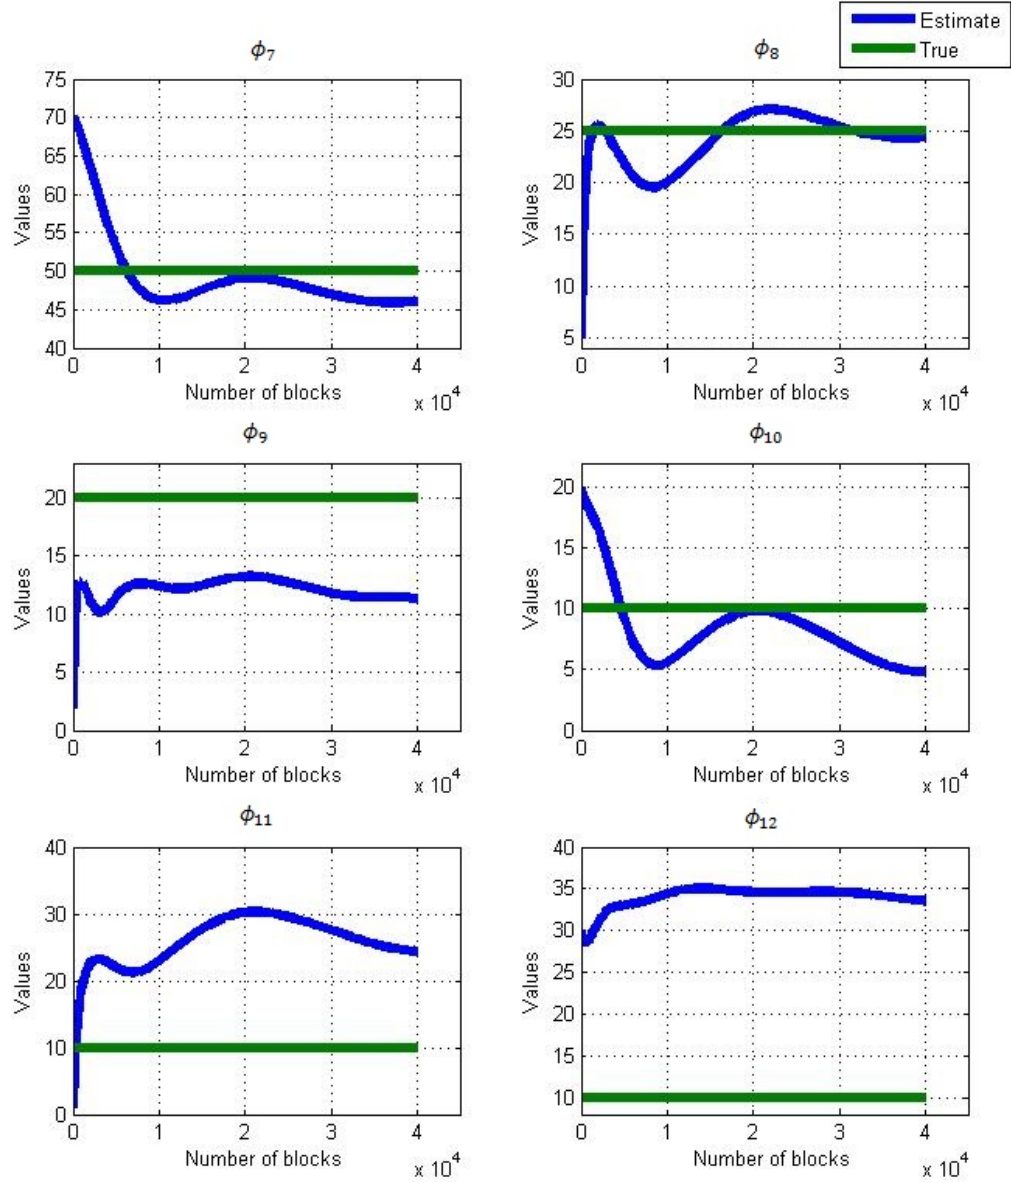 Estimate
True
ϕ7
75
70
65
60
55
50
45
40
Values
0 1 2 3 4
Number of blocks
x 10^4
ϕ8
30
25
20
15
10
5
Values
0 1 2 3 4
Number of blocks
x 10^4
ϕ9
20
15
10
5
0
Values
0 1 2 3 4
Number of blocks
x 10^4
ϕ10
20
15
10
5
0
Values
0 1 2 3 4
Number of blocks
x 10^4
ϕ11
40
30
20
10
0
Values
0 1 2 3 4
Number of blocks
x 10^4
ϕ12
40
35
30
25
20
15
10
Values
0 1 2 3 4
Number of blocks
x 10^4